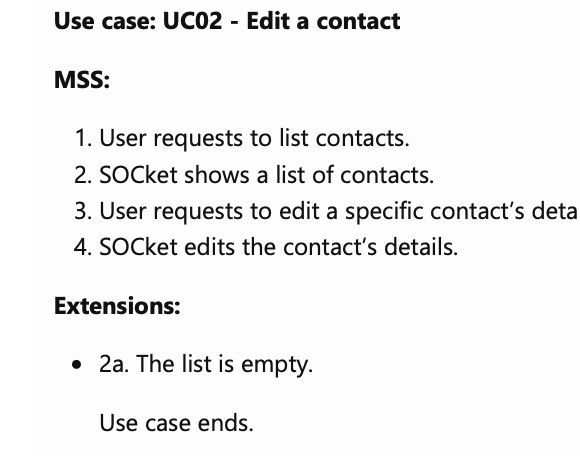 Use case: UC02 - Edit a contact
MSS:
1. User requests to list contacts.
2. SOCket shows a list of contacts.
3. User requests to edit a specific contact’s
4. SOCket edits the contact’s details.
Extensions:
• 2a. The list is empty.
Use case ends.